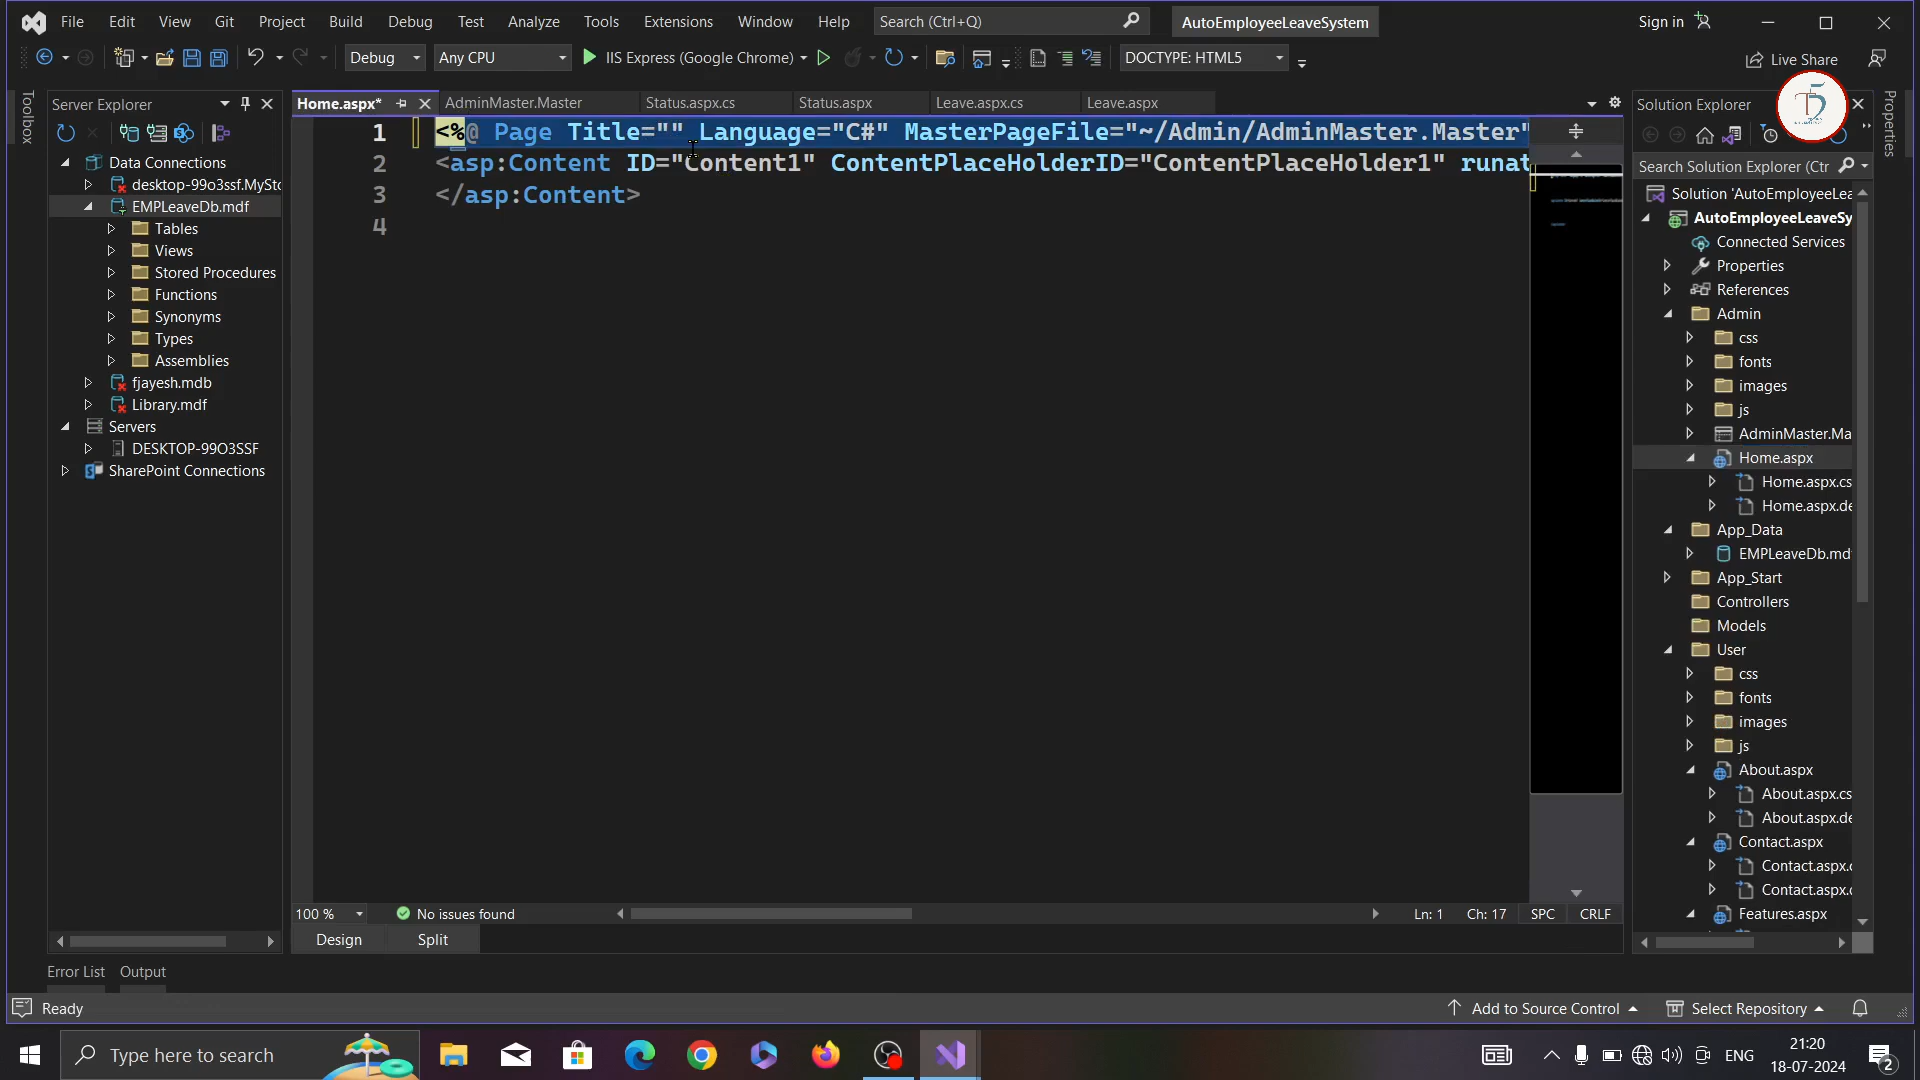 File Edit View Git Project Build Debug Test Analyze Tools Extensions Window Help Search (Ctrl+Q) AutoEmployeeLeaveSystem Sign in
Debug Any CPU IIS Express (Google Chrome) DOCTYPE: HTML5 Live Share
Toolbox
Server Explorer
Data Connections
desktop-99o3ssf.MySto
EMPLeaveDb.mdf
Tables
Views
Stored Procedures
Functions
Synonyms
Types
Assemblies
fjayesh.mdb
Library.mdf
Servers
DESKTOP-99O3SSF
SharePoint Connections
Home.aspx* AdminMaster.Master Status.aspx.cs Status.aspx Leave.aspx.cs Leave.aspx
1 <%@ Page Title="" Language="C#" MasterPageFile="~/Admin/AdminMaster.Master"
2 <asp:Content ID="Content1" ContentPlaceHolderID="ContentPlaceHolder1" runat
3 </asp:Content>
4
100 % No issues found Ln: 1 Ch: 17 SPC CRLF
Design Split
Solution Explorer
Search Solution Explorer (Ctr
Solution 'AutoEmployeeLea
AutoEmployeeLeaveSy
Connected Services
Properties
References
Admin
css
fonts
images
js
AdminMaster.Ma
Home.aspx
Home.aspx.cs
Home.aspx.de
App_Data
EMPLeaveDb.md
App_Start
Controllers
Models
User
css
fonts
images
js
About.aspx
About.aspx.cs
About.aspx.de
Contact.aspx
Contact.aspx.c
Contact.aspx.c
Features.aspx
Properties
Error List Output
Ready Add to Source Control Select Repository
Type here to search ENG 21:20
18-07-2024 2